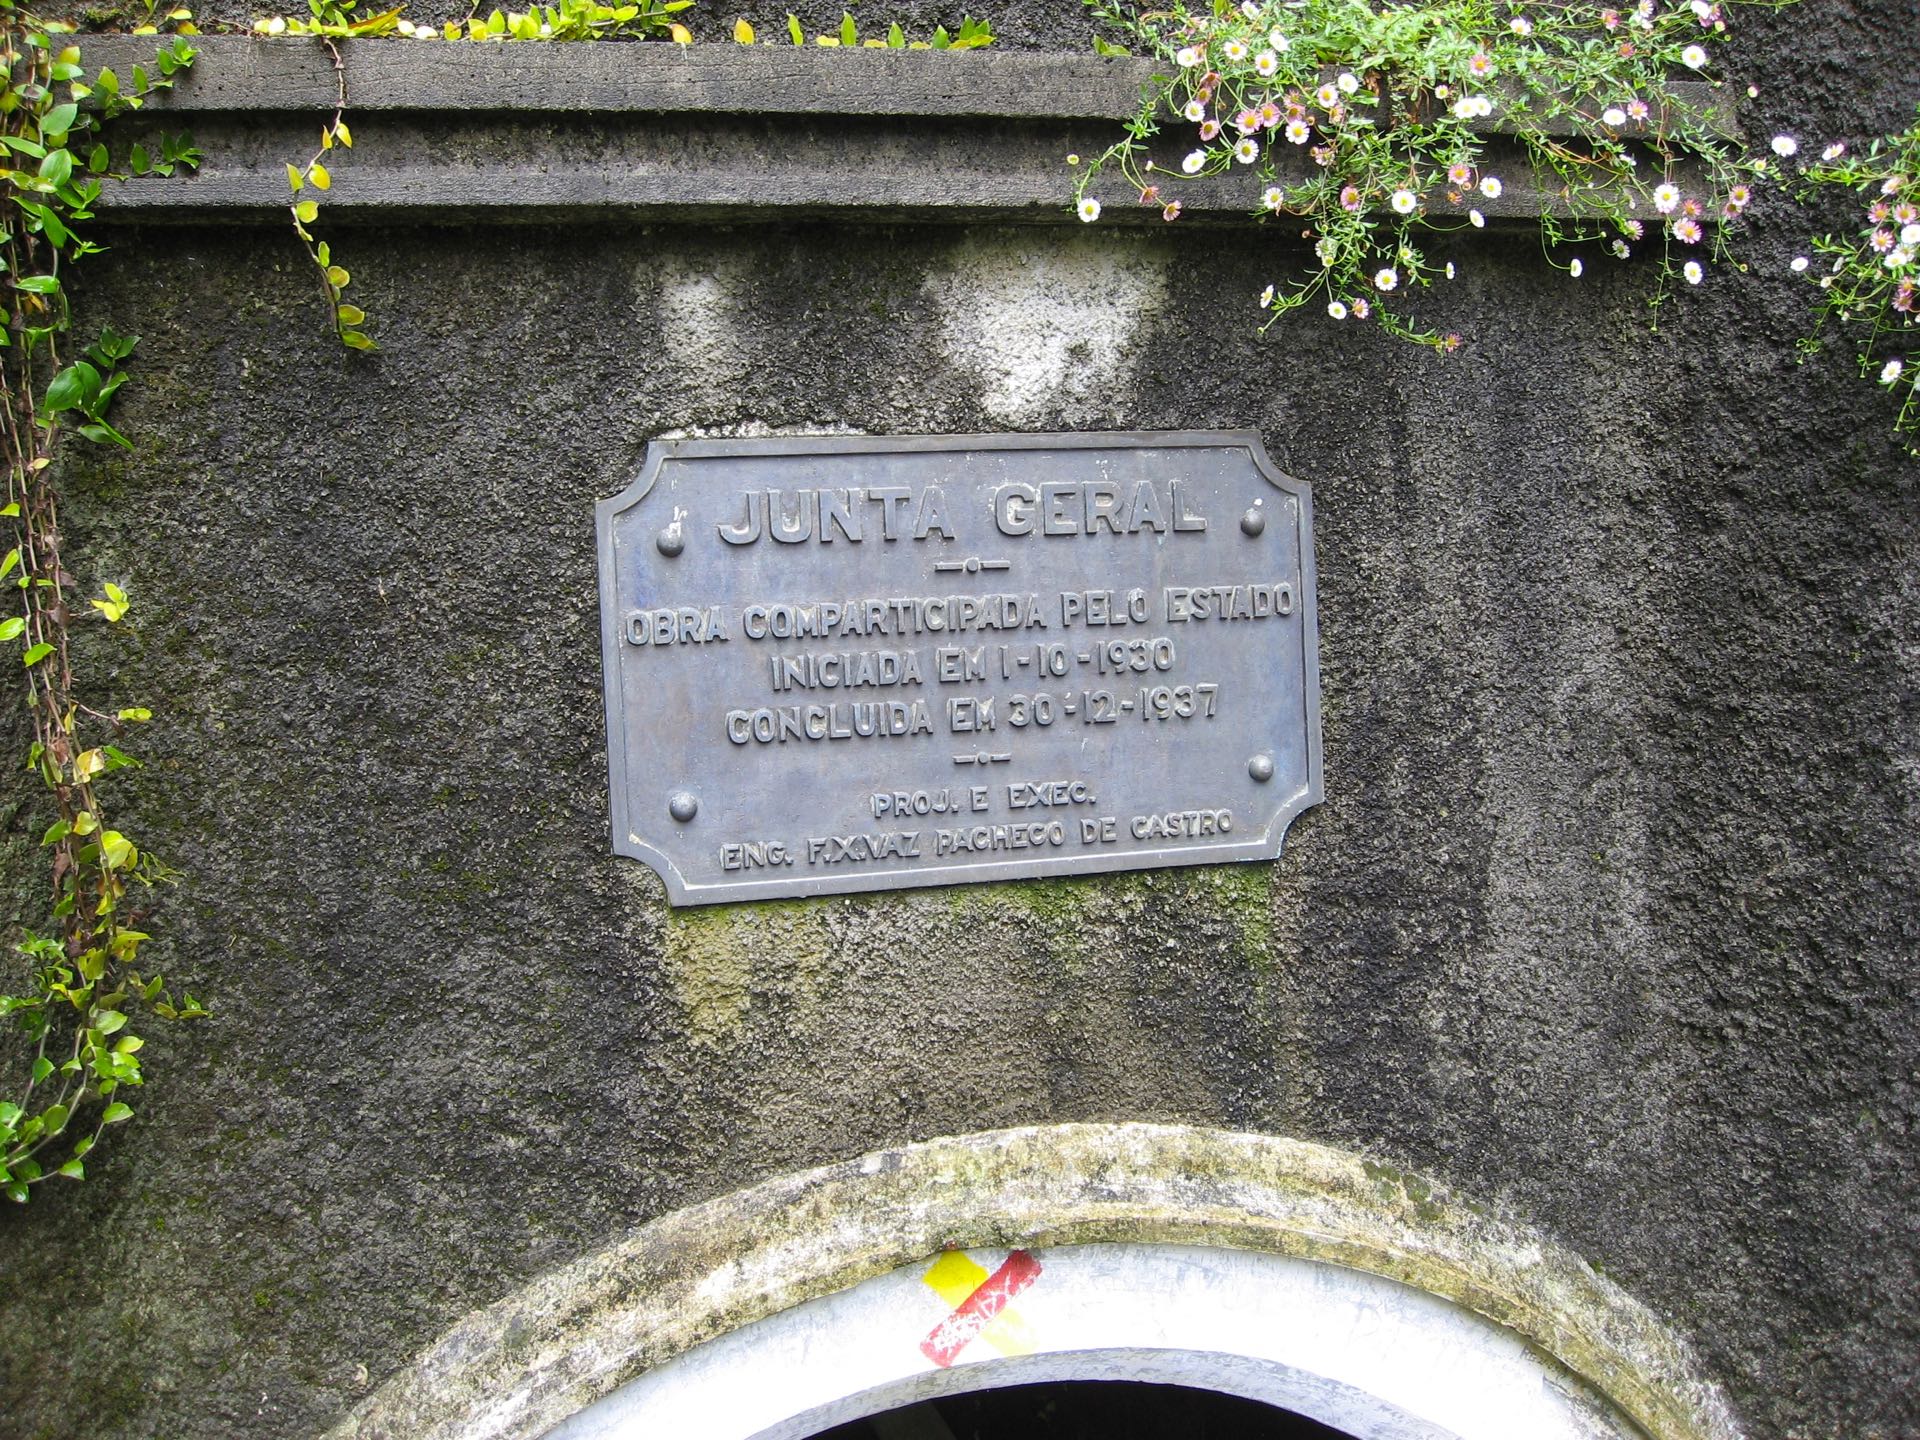 JUNTA GERAL
OBRA COMPARTICIPADA PELO ESTADO
INICIADA EM 1-10-1930
CONCLUIDA EM 30-12-1937
PROJ. E EXEC.
ENG. F.X.VAZ PACHECO DE CASTRO